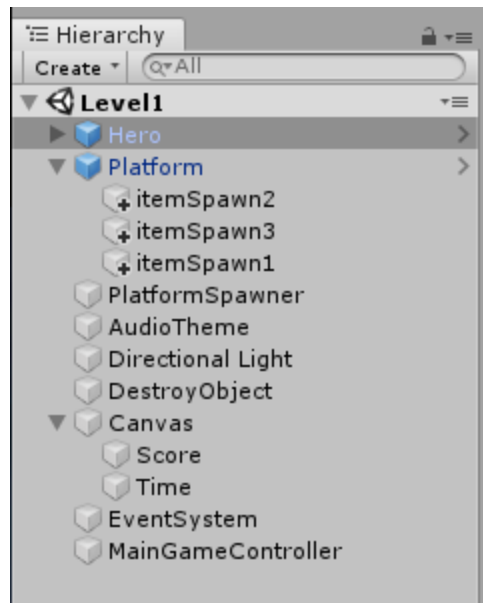 Hierarchy
Create All
Level1
Hero
Platform
itemSpawn2
itemSpawn3
itemSpawn1
PlatformSpawner
AudioTheme
Directional Light
DestroyObject
Canvas
Score
Time
EventSystem
MainGameController